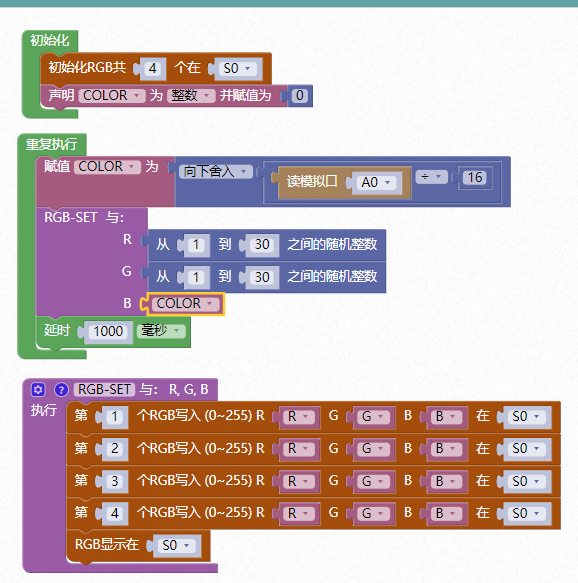 初始化
初始化RGB共 4 个在 S0
声明 COLOR 为 整数 并赋值为 0
重复执行
赋值 COLOR 为 向下舍入 读模拟口 A0 ÷ 16
RGB-SET 与:
R 从 1 到 30 之间的随机整数
G 从 1 到 30 之间的随机整数
B COLOR
延时 1000 毫秒
? RGB-SET 与: R, G, B
执行 第 1 个RGB写入 (0~255) R R G G B B 在 S0
第 2 个RGB写入 (0~255) R R G G B B 在 S0
第 3 个RGB写入 (0~255) R R G G B B 在 S0
第 4 个RGB写入 (0~255) R R G G B B 在 S0
RGB显示在 S0